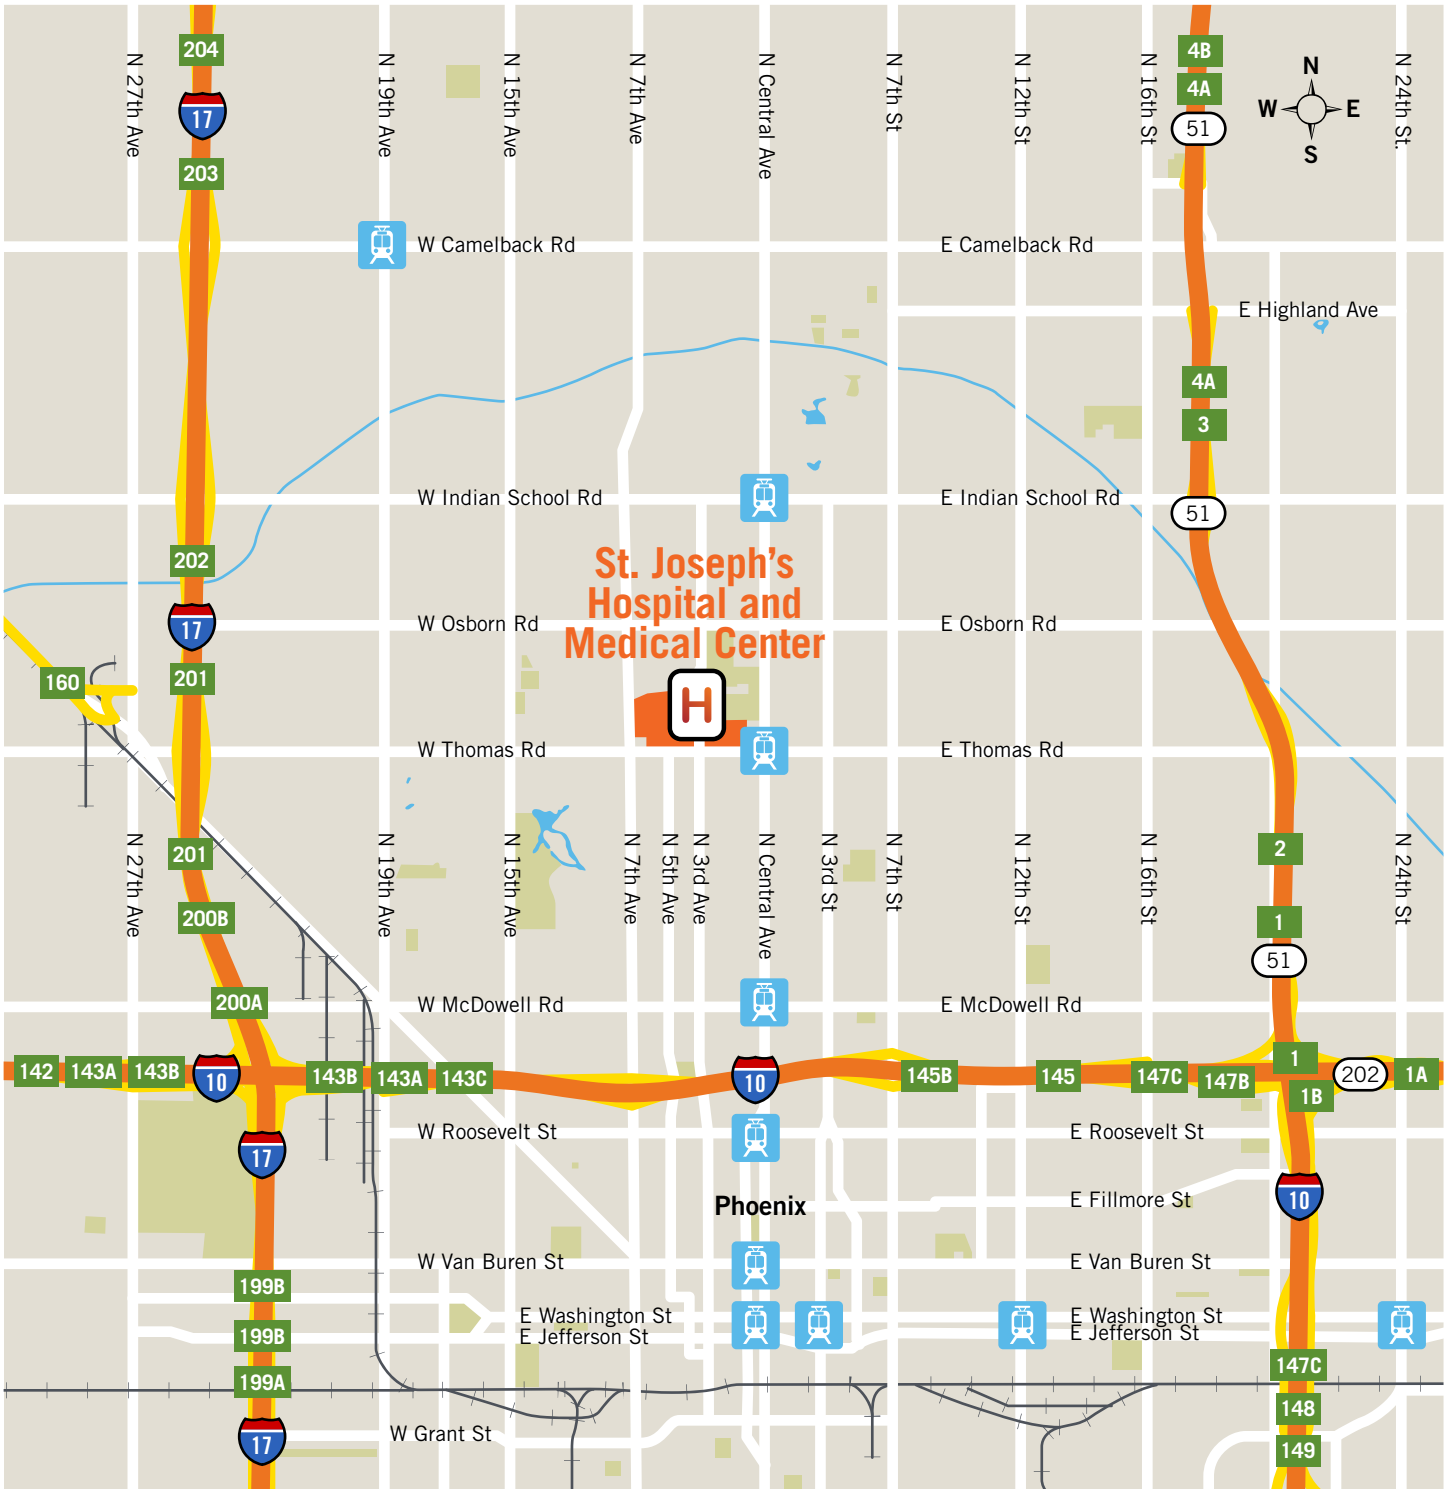 204
4B
N 27th Ave
N 19th Ave
N 15th Ave
N 7th Ave
N Central Ave
N 7th St
N 12th St
N 16th St
N 24th St.
N
W
E
S
4A
17
51
203
W Camelback Rd
E Camelback Rd
E Highland Ave
4A
3
W Indian School Rd
E Indian School Rd
51
202
St. Joseph's
Hospital and
Medical Center
17
W Osborn Rd
E Osborn Rd
160
201
H
W Thomas Rd
E Thomas Rd
201
2
N 27th Ave
N 19th Ave
N 15th Ave
N 7th Ave
N 5th Ave
N 3rd Ave
N Central Ave
N 3rd St
N 7th St
N 12th St
N 16th St
N 24th St
200B
1
51
200A
W McDowell Rd
E McDowell Rd
142
143A
143B
10
143B
143A
143C
10
145B
145
147C
147B
1
202
1A
1B
17
W Roosevelt St
E Roosevelt St
Phoenix
E Fillmore St
10
W Van Buren St
E Van Buren St
199B
E Washington St
E Jefferson St
E Washington St
E Jefferson St
199B
147C
199A
148
17
W Grant St
149